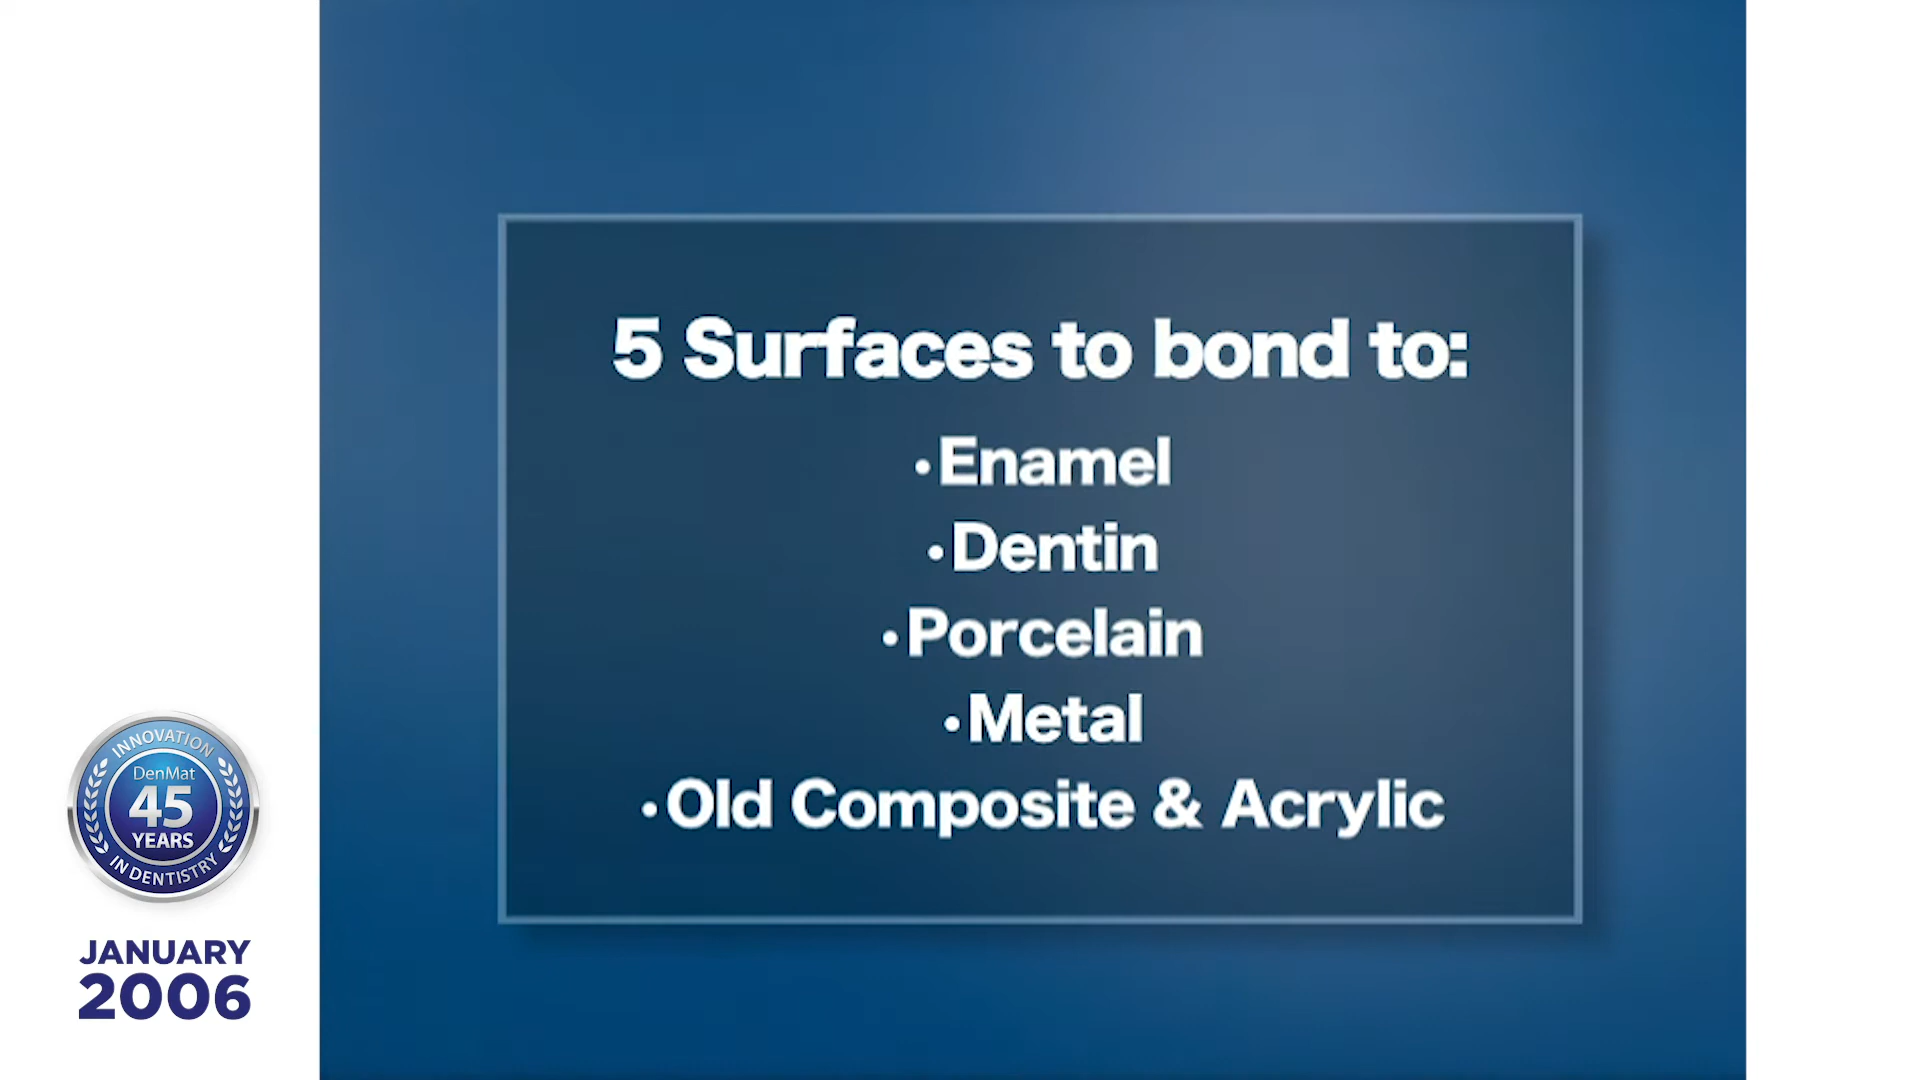 5 Surfaces to bond to:
•Enamel
•Dentin
•Porcelain
•Metal
•Old Composite & Acrylic
INNOVATION
DenMat
45
YEARS
IN DENTISTRY
JANUARY
2006